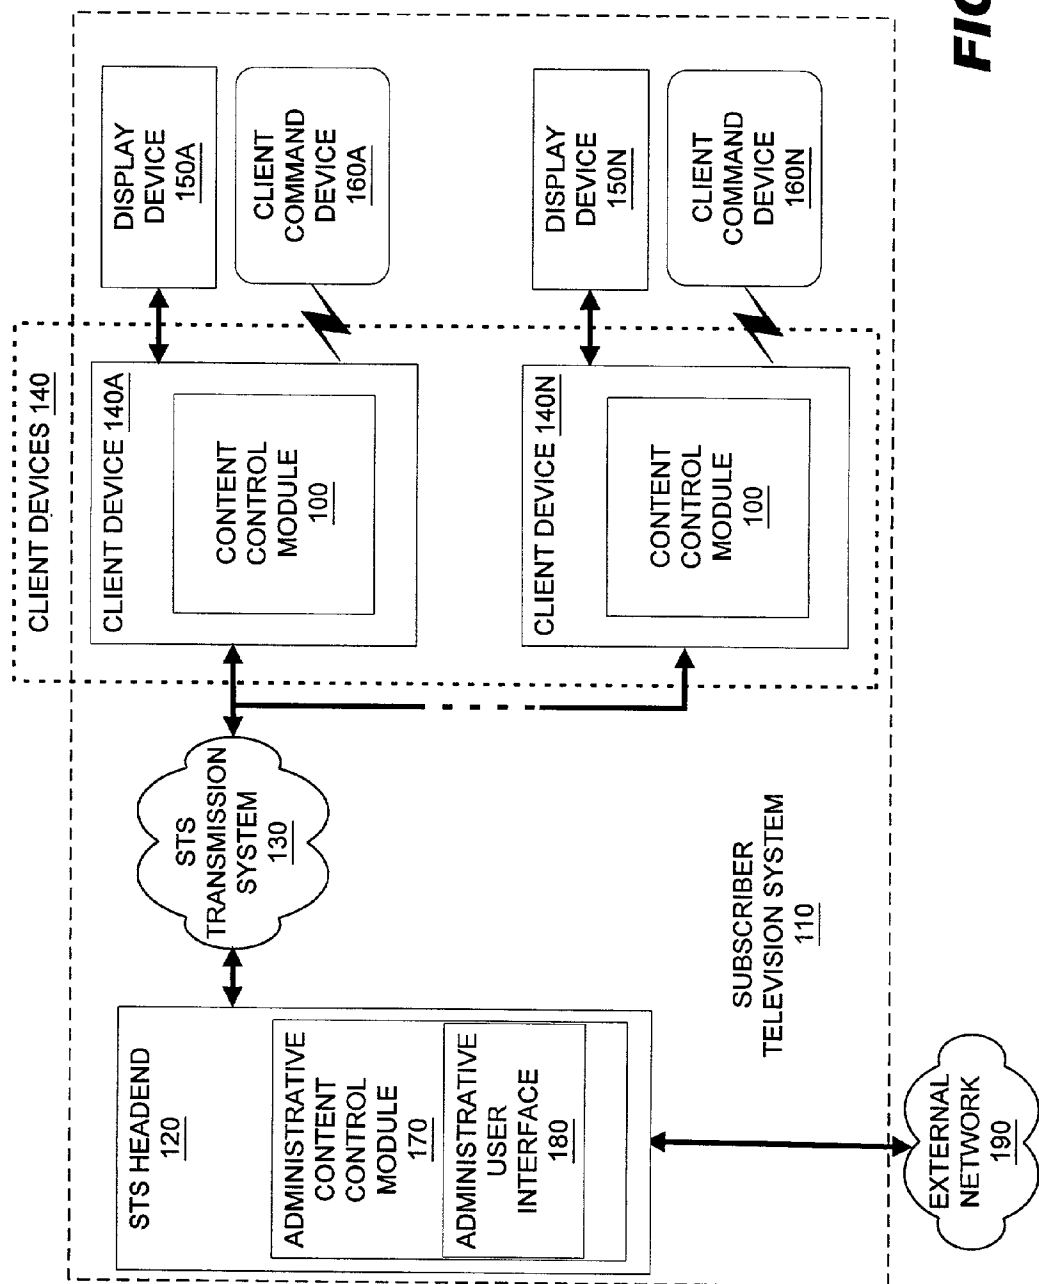 STS HEADEND
120
ADMINISTRATIVE
CONTENT
CONTROL
MODULE
170
ADMINISTRATIVE
USER
INTERFACE
180
STS
TRANSMISSION
SYSTEM
130
SUBSCRIBER
TELEVISION SYSTEM
110
EXTERNAL
NETWORK
190
CLIENT DEVICES 140
CLIENT DEVICE 140A
CONTENT
CONTROL
MODULE
100
CLIENT DEVICE 140N
CONTENT
CONTROL
MODULE
100
DISPLAY
DEVICE
150A
CLIENT
COMMAND
DEVICE
160A
DISPLAY
DEVICE
150N
CLIENT
COMMAND
DEVICE
160N